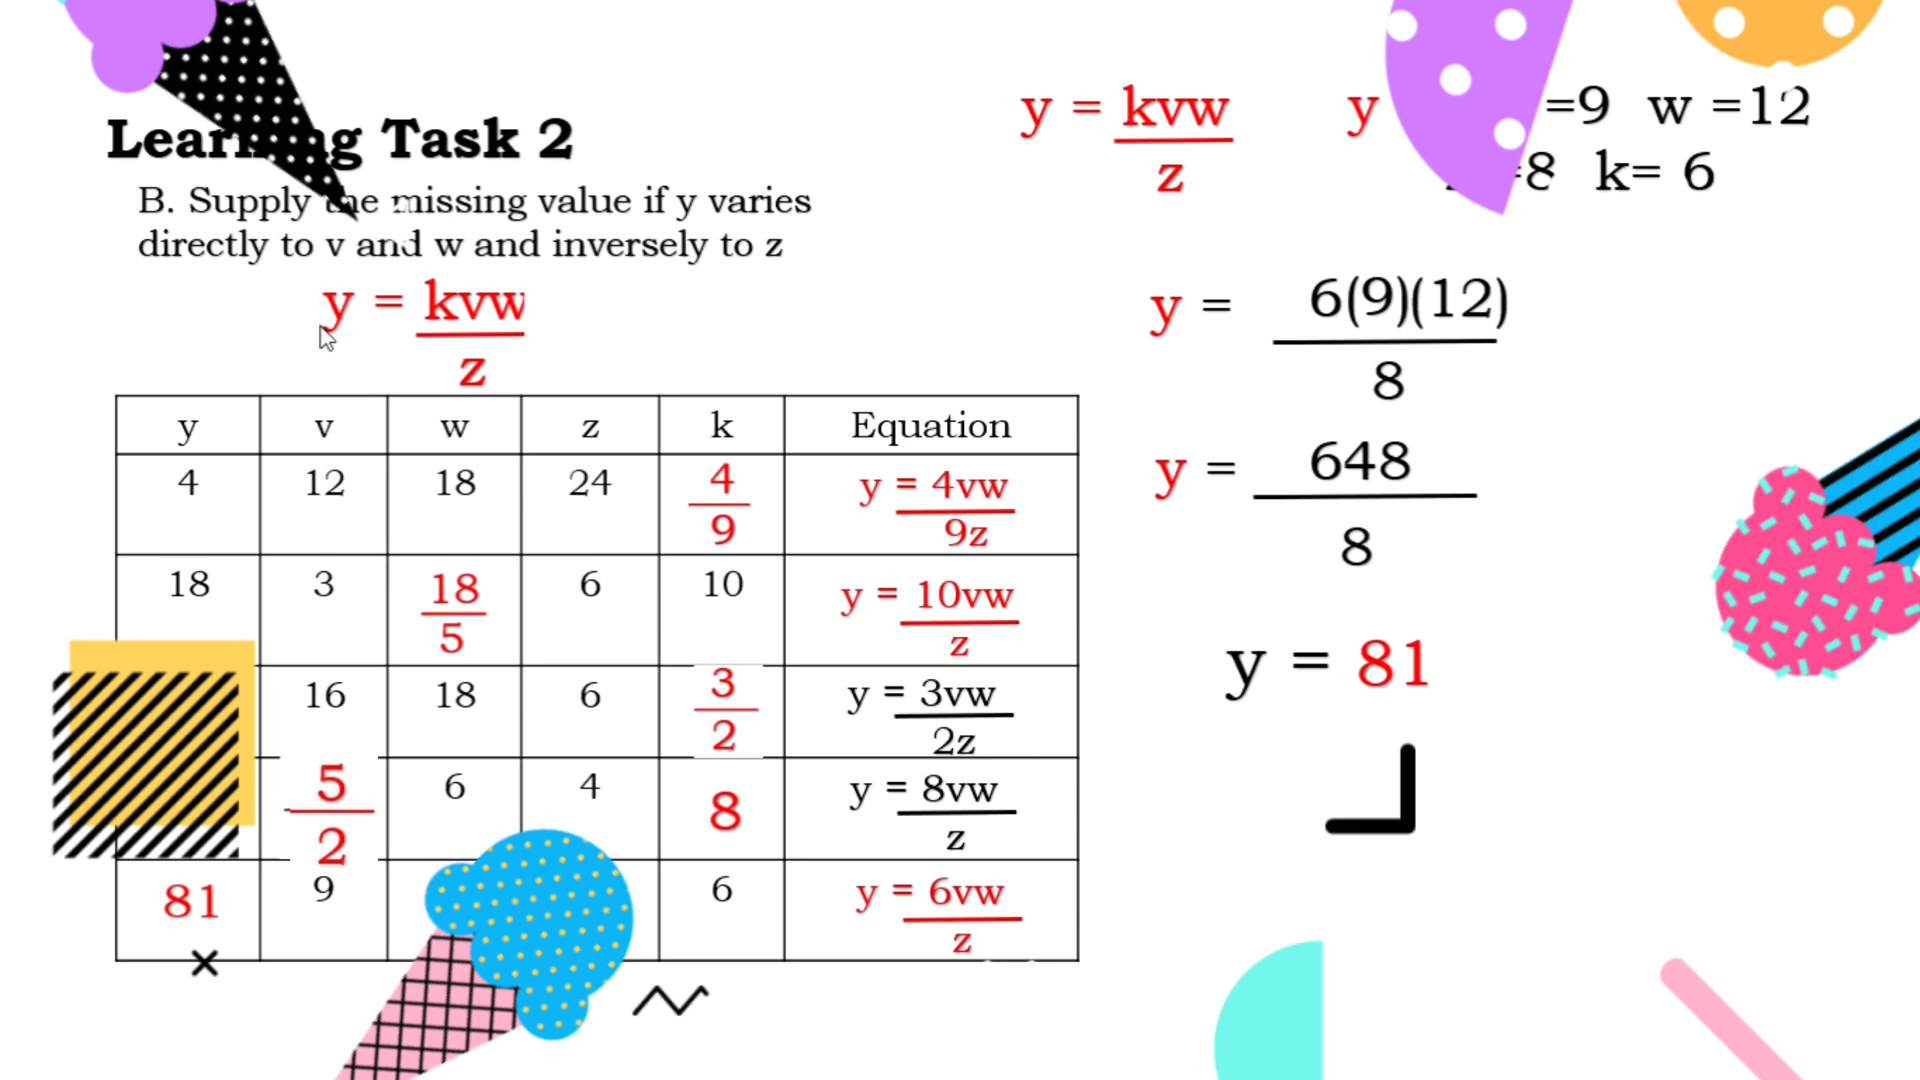 Learning Task 2
B. Supply the missing value if y varies
directly to v and w and inversely to z
y = kvw
z
y v w z k Equation
4 12 18 24 4/9 y = 4vw/9z
18 3 18/5 6 10 y = 10vw/z
16 18 6 3/2 y = 3vw/2z
5/2 6 4 8 y = 8vw/z
81 9 6 y = 6vw/z
y = kvw
z
y =9 w =12
=8 k= 6
y = 6(9)(12)
8
y = 648
8
y = 81